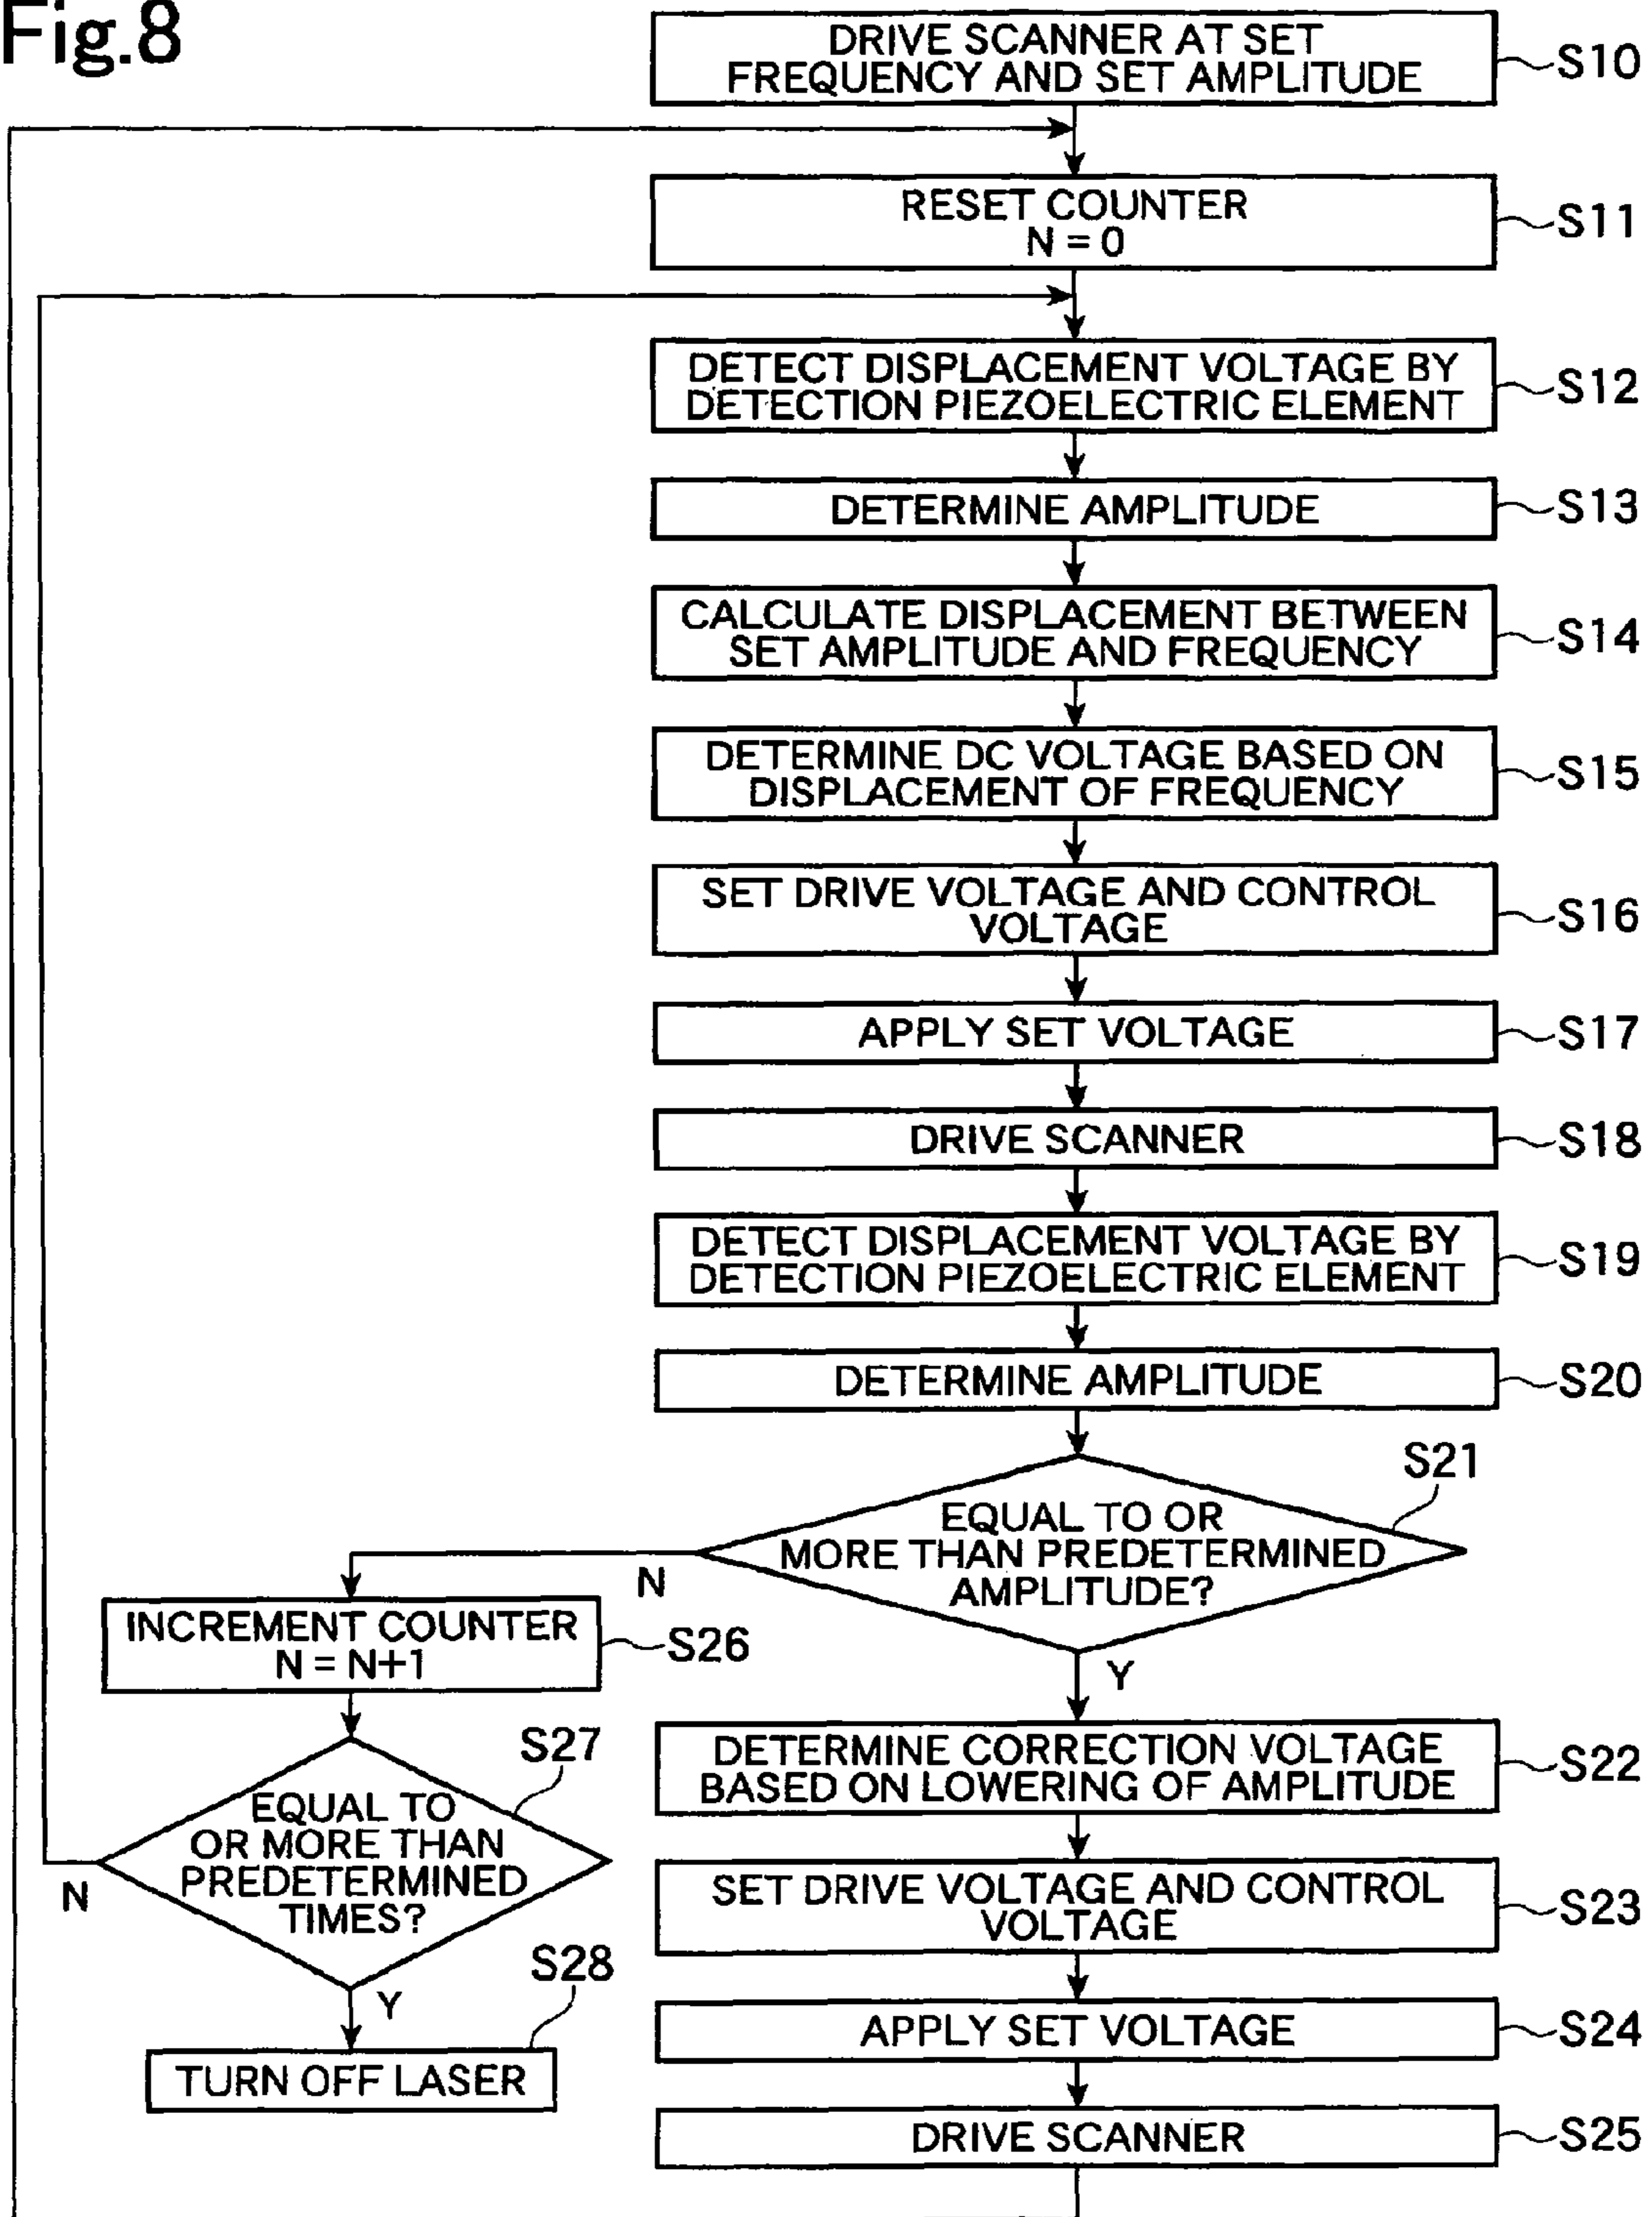 Fig.8
DRIVE SCANNER AT SET
FREQUENCY AND SET AMPLITUDE
S10
RESET COUNTER
N = 0
S11
DETECT DISPLACEMENT VOLTAGE BY
DETECTION PIEZOELECTRIC ELEMENT
S12
DETERMINE AMPLITUDE
S13
CALCULATE DISPLACEMENT BETWEEN
SET AMPLITUDE AND FREQUENCY
S14
DETERMINE DC VOLTAGE BASED ON
DISPLACEMENT OF FREQUENCY
S15
SET DRIVE VOLTAGE AND CONTROL
VOLTAGE
S16
APPLY SET VOLTAGE
S17
DRIVE SCANNER
S18
DETECT DISPLACEMENT VOLTAGE BY
DETECTION PIEZOELECTRIC ELEMENT
S19
DETERMINE AMPLITUDE
S20
S21
EQUAL TO OR
MORE THAN PREDETERMINED
AMPLITUDE?
N
Y
INCREMENT COUNTER
N = N+1
S26
S27
EQUAL TO
OR MORE THAN
PREDETERMINED
TIMES?
N
Y
S28
TURN OFF LASER
DETERMINE CORRECTION VOLTAGE
BASED ON LOWERING OF AMPLITUDE
S22
SET DRIVE VOLTAGE AND CONTROL
VOLTAGE
S23
APPLY SET VOLTAGE
S24
DRIVE SCANNER
S25